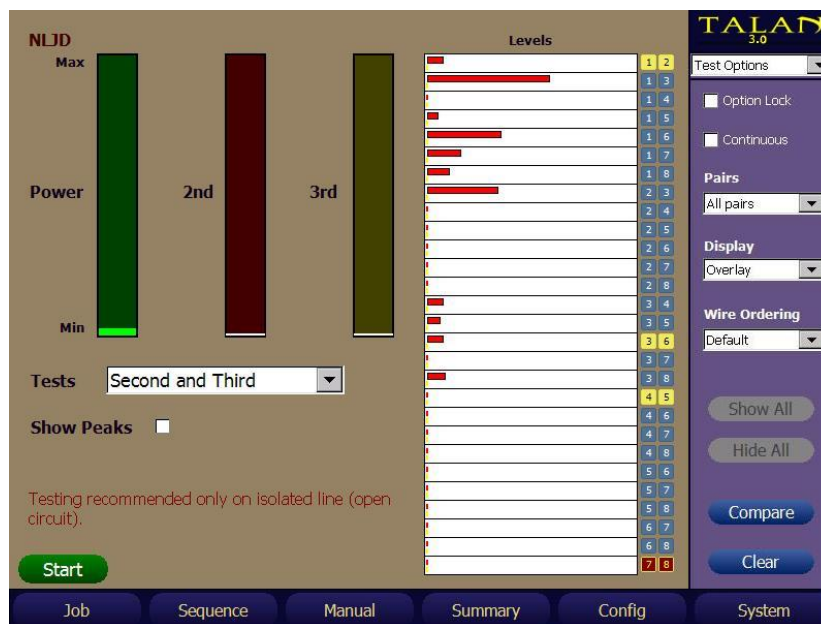 NLJD
Max
Power
2nd
3rd
Min
Tests
Second and Third
Show Peaks
Testing recommended only on isolated line (open
circuit).
Start
Levels
1 2
1 3
1 4
1 5
1 6
1 7
1 8
2 3
2 4
2 5
2 6
2 7
2 8
3 4
3 5
3 6
3 7
3 8
4 5
4 6
4 7
4 8
5 6
5 7
5 8
6 7
6 8
7 8
TALAN
3.0
Test Options
Option Lock
Continuous
Pairs
All pairs
Display
Overlay
Wire Ordering
Default
Show All
Hide All
Compare
Clear
Job Sequence Manual Summary Config System